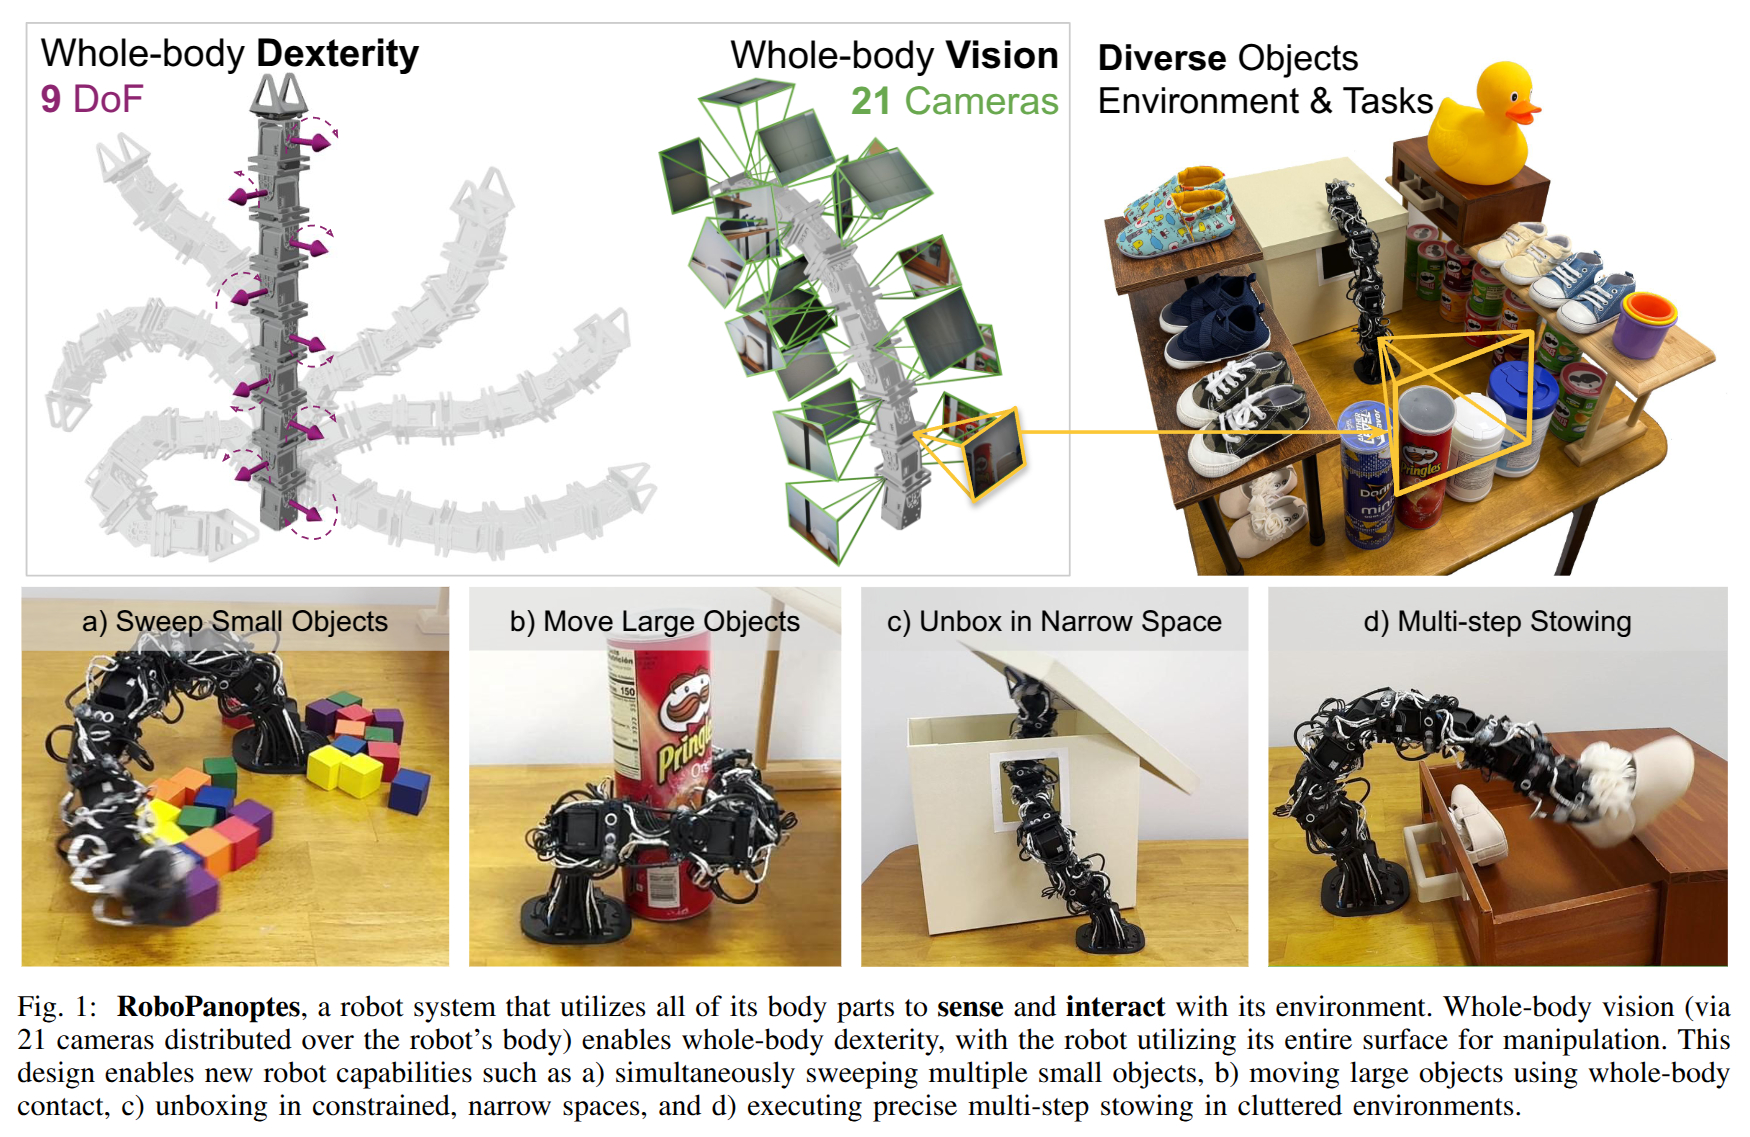 Whole-body Dexterity
9 DoF
Whole-body Vision
21 Cameras
Diverse Objects
Environment & Tasks
Pringles
a) Sweep Small Objects
b) Move Large Objects
150
Pringles
c) Unbox in Narrow Space
d) Multi-step Stowing
Fig. 1: RoboPanoptes, a robot system that utilizes all of its body parts to sense and interact with its environment. Whole-body vision (via
21 cameras distributed over the robot's body) enables whole-body dexterity, with the robot utilizing its entire surface for manipulation. This
design enables new robot capabilities such as a) simultaneously sweeping multiple small objects, b) moving large objects using whole-body
contact, c) unboxing in constrained, narrow spaces, and d) executing precise multi-step stowing in cluttered environments.